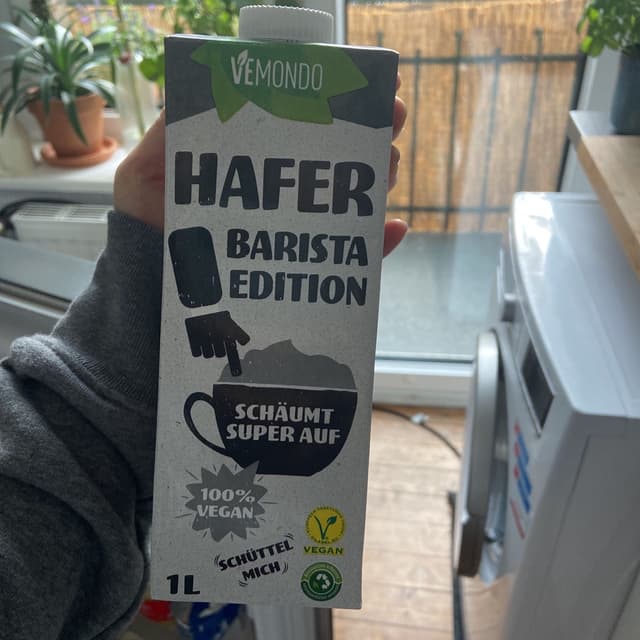 VEMONDO
HAFER
BARISTA
EDITION
SCHÄUMT
SUPER AUF
100%
VEGAN
SCHÜTTEL
MICH
VEGAN
1L